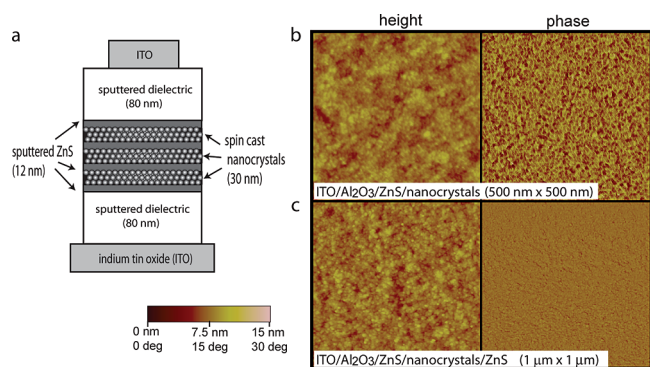 a
ITO
sputtered dielectric
(80 nm)
sputtered ZnS
(12 nm)
spin cast
nanocrystals
(30 nm)
sputtered dielectric
(80 nm)
indium tin oxide (ITO)
0 nm 7.5 nm 15 nm
0 deg 15 deg 30 deg
height phase
b
ITO/Al2O3/ZnS/nanocrystals (500 nm x 500 nm)
c
ITO/Al2O3/ZnS/nanocrystals/ZnS (1 μm x 1 μm)